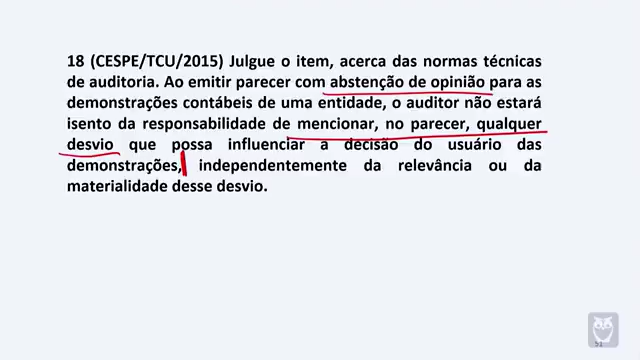 18 (CESPE/TCU/2015) Julgue o item, acerca das normas técnicas
de auditoria. Ao emitir parecer com abstenção de opinião para as
demonstrações contábeis de uma entidade, o auditor não estará
isento da responsabilidade de mencionar, no parecer, qualquer
desvio que possa influenciar a decisão do usuário das
demonstrações, independentemente da relevância ou da
materialidade desse desvio.
51